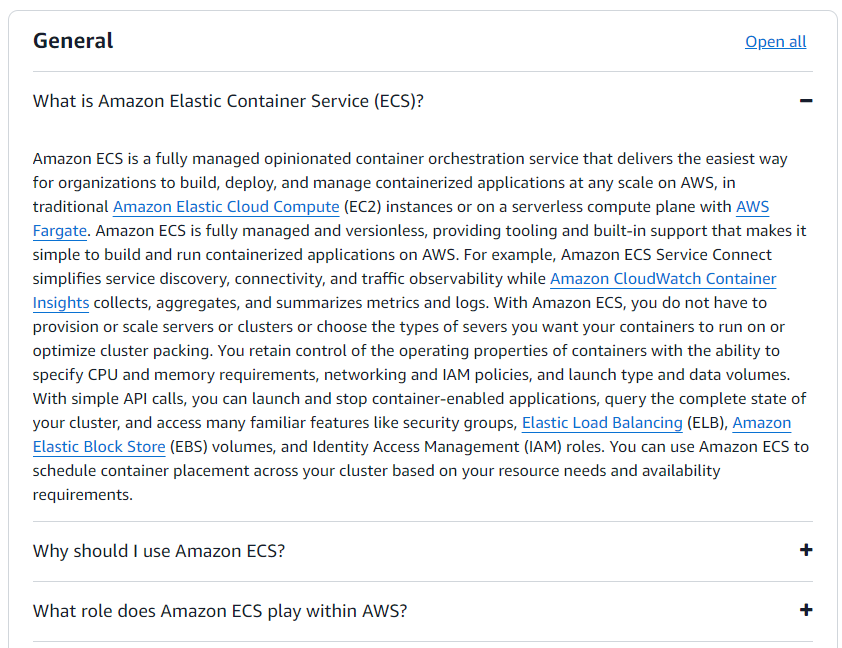 General
Open all
What is Amazon Elastic Container Service (ECS)?
Amazon ECS is a fully managed opinionated container orchestration service that delivers the easiest way
for organizations to build, deploy, and manage containerized applications at any scale on AWS, in
traditional Amazon Elastic Cloud Compute (EC2) instances or on a serverless compute plane with AWS
Fargate. Amazon ECS is fully managed and versionless, providing tooling and built-in support that makes it
simple to build and run containerized applications on AWS. For example, Amazon ECS Service Connect
simplifies service discovery, connectivity, and traffic observability while Amazon CloudWatch Container
Insights collects, aggregates, and summarizes metrics and logs. With Amazon ECS, you do not have to
provision or scale servers or clusters or choose the types of severs you want your containers to run on or
optimize cluster packing. You retain control of the operating properties of containers with the ability to
specify CPU and memory requirements, networking and IAM policies, and launch type and data volumes.
With simple API calls, you can launch and stop container-enabled applications, query the complete state of
your cluster, and access many familiar features like security groups, Elastic Load Balancing (ELB), Amazon
Elastic Block Store (EBS) volumes, and Identity Access Management (IAM) roles. You can use Amazon ECS to
schedule container placement across your cluster based on your resource needs and availability
requirements.
Why should I use Amazon ECS?
What role does Amazon ECS play within AWS?